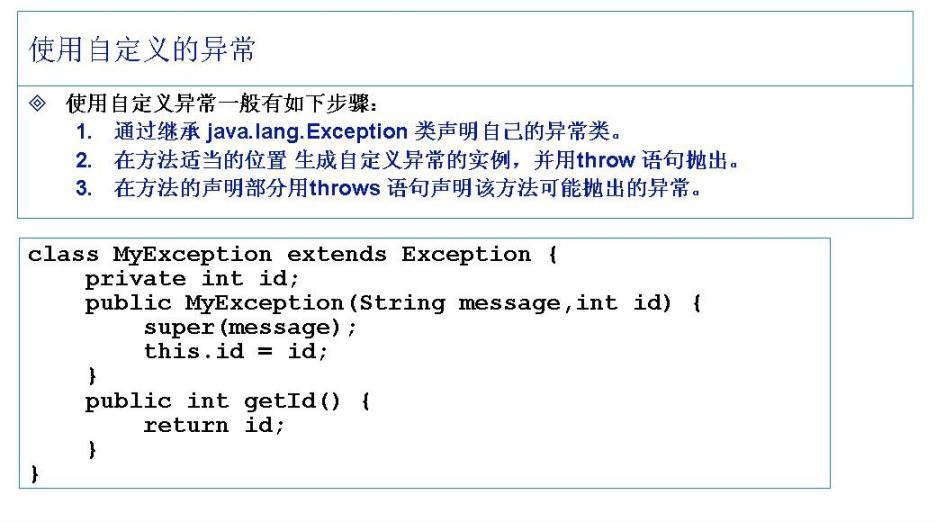 使用自定义的异常
使用自定义异常一般有如下步骤：
1. 通过继承 java.lang.Exception 类声明自己的异常类。
2. 在方法适当的位置 生成自定义异常的实例，并用throw 语句抛出。
3. 在方法的声明部分用throws 语句声明该方法可能抛出的异常。
class MyException extends Exception {
    private int id;
    public MyException(String message,int id) {
        super(message);
        this.id = id;
    }
    public int getId() {
        return id;
    }
}